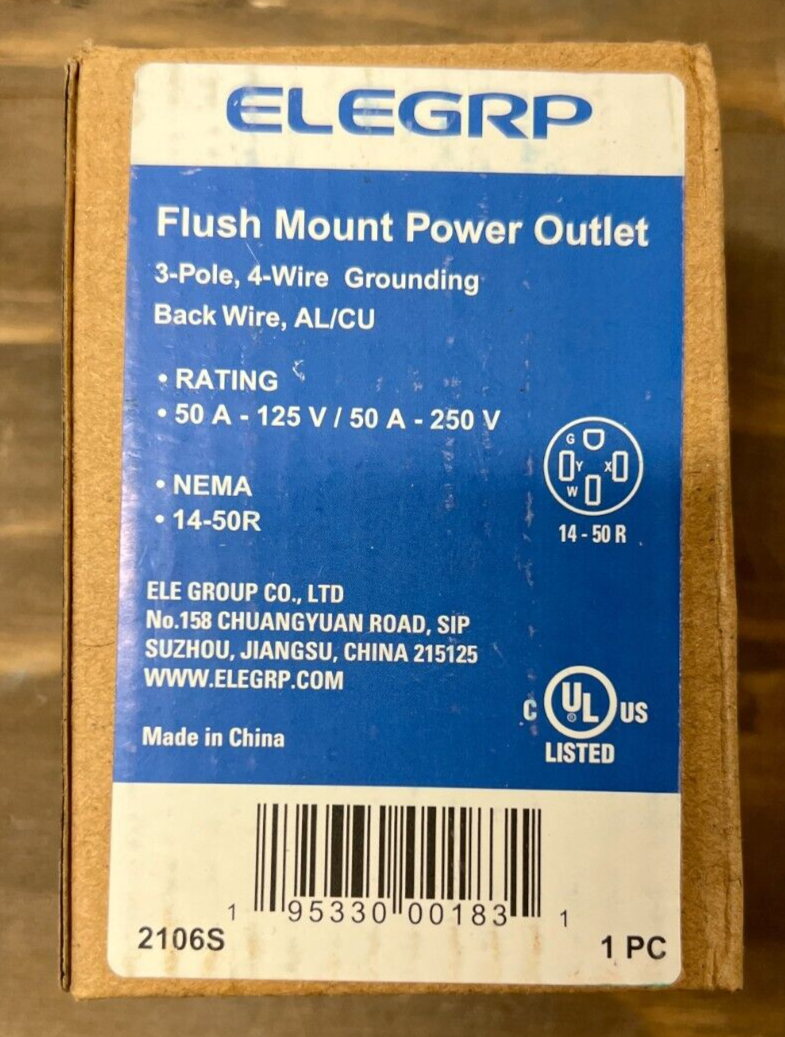 ELEGRP
Flush Mount Power Outlet
3-Pole, 4-Wire Grounding
Back Wire, AL/CU
• RATING
• 50 A - 125 V / 50 A - 250 V
• NEMA
• 14-50R
G
Y X
W
14 - 50 R
ELE GROUP CO., LTD
No.158 CHUANGYUAN ROAD, SIP
SUZHOU, JIANGSU, CHINA 215125
WWW.ELEGRP.COM
Made in China
C UL US
®
LISTED
1 95330 00183 1
2106S
1 PC